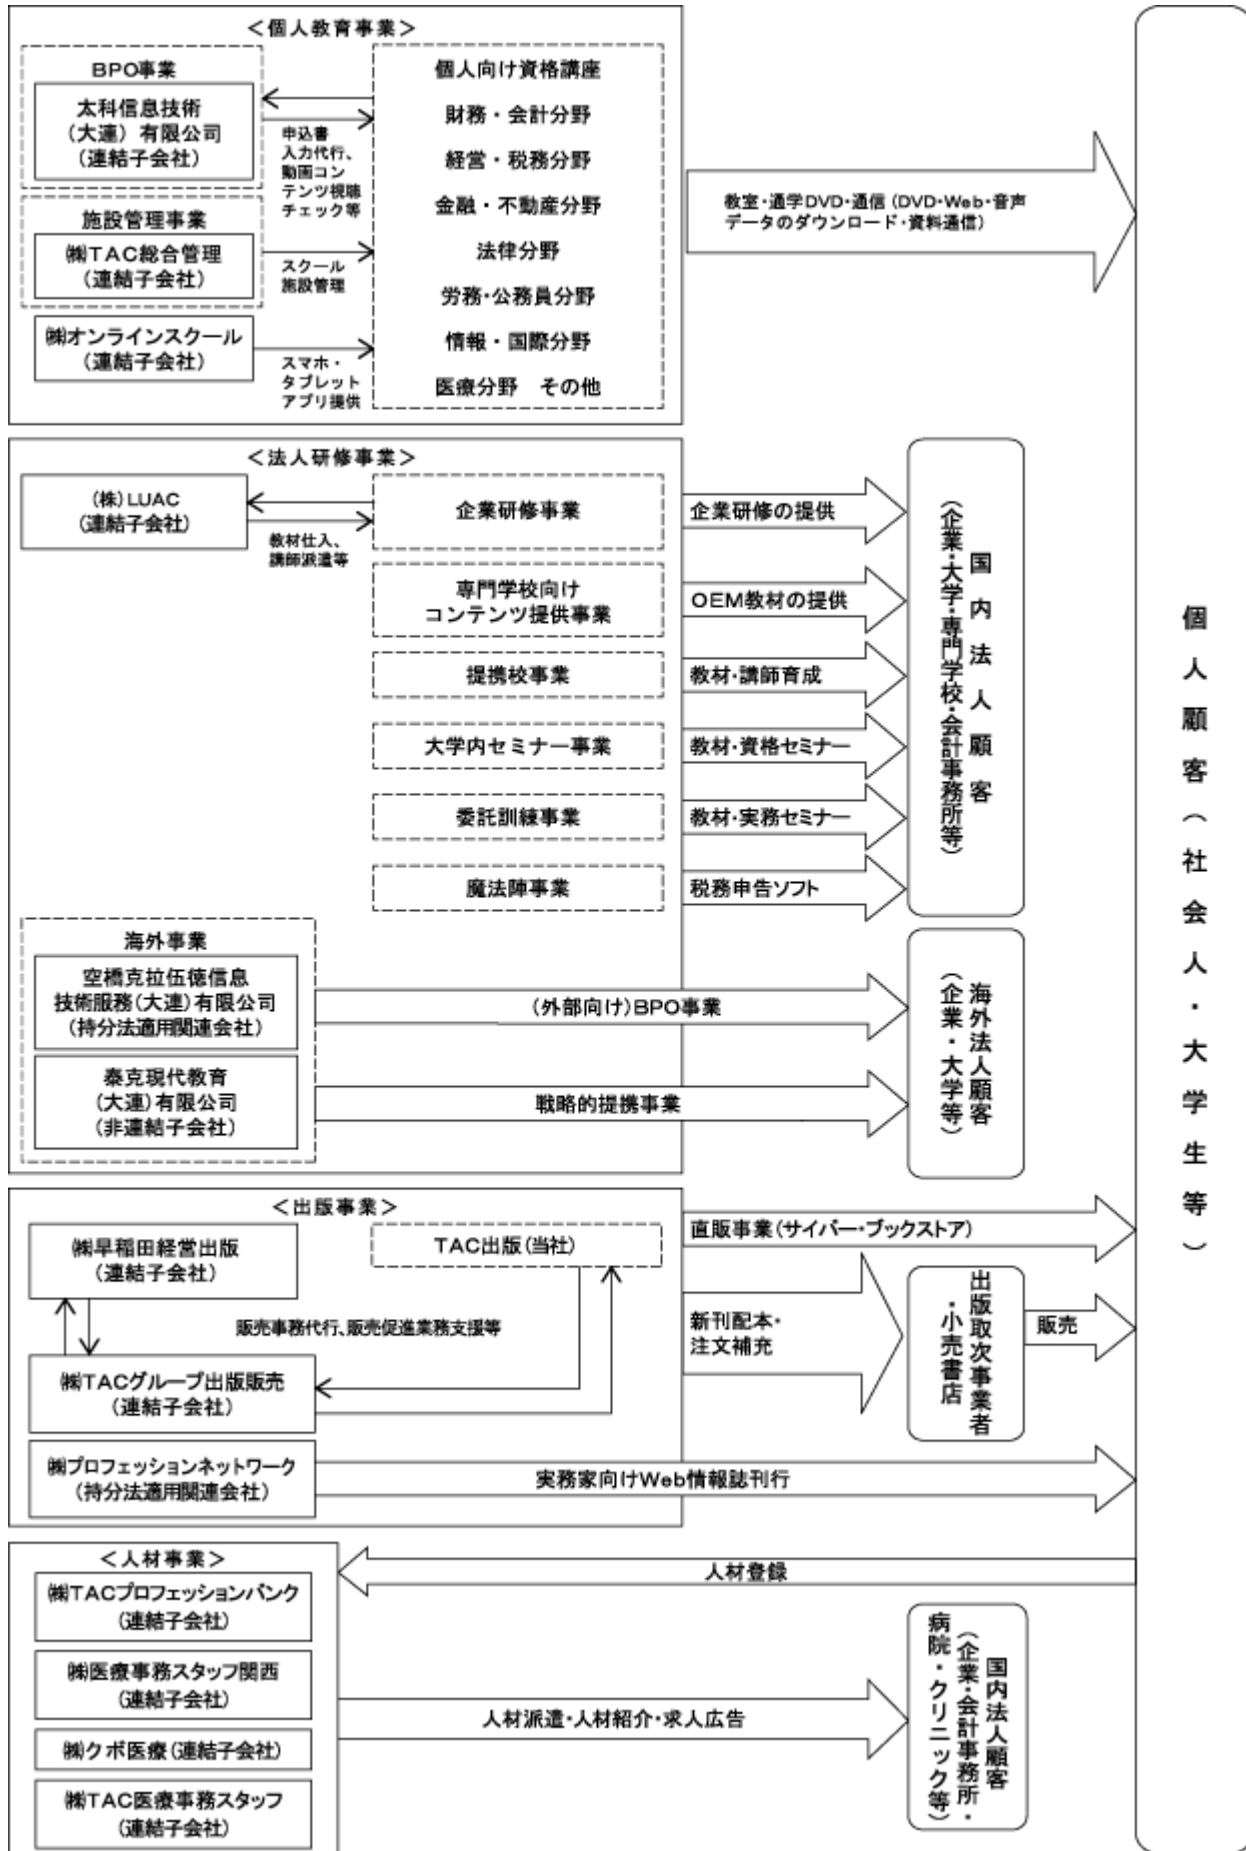 ＜個人教育事業＞
BPO事業
太科信息技術
（大連）有限公司
（連結子会社）
申込書
入力代行、
動画コン
テンツ視聴
チェック等
施設管理事業
㈱TAC総合管理
（連結子会社）
スクール
施設管理
㈱オンラインスクール
（連結子会社）
スマホ・
タブレット
アプリ提供
個人向け資格講座
財務・会計分野
経営・税務分野
金融・不動産分野
法律分野
労務・公務員分野
情報・国際分野
医療分野　その他
教室・通学DVD・通信（DVD・Web・音声
データのダウンロード・資料通信）
＜法人研修事業＞
（株）LUAC
（連結子会社）
教材仕入、
講師派遣等
企業研修事業
企業研修の提供
専門学校向け
コンテンツ提供事業
OEM教材の提供
提携校事業
教材・講師育成
大学内セミナー事業
教材・資格セミナー
委託訓練事業
教材・実務セミナー
魔法陣事業
税務申告ソフト
国内法人顧客
（企業・大学・専門学校・会計事務所等）
海外事業
空橋克拉伍徳信息
技術服務（大連）有限公司
（持分法適用関連会社）
（外部向け）BPO事業
泰克現代教育
（大連）有限公司
（非連結子会社）
戦略的提携事業
海外法人顧客
（企業・大学等）
＜出版事業＞
㈱早稲田経営出版
（連結子会社）
TAC出版（当社）
販売事務代行、販売促進業務支援等
㈱TACグループ出版販売
（連結子会社）
㈱プロフェッションネットワーク
（持分法適用関連会社）
直販事業（サイバー・ブックストア）
新刊配本・
注文補充
出版取次事業者
・小売書店
販売
実務家向けWeb情報誌刊行
＜人材事業＞
㈱TACプロフェッションバンク
（連結子会社）
㈱医療事務スタッフ関西
（連結子会社）
㈱クボ医療（連結子会社）
㈱TAC医療事務スタッフ
（連結子会社）
人材登録
人材派遣・人材紹介・求人広告
国内法人顧客
（企業・会計事務所・
病院・クリニック等）
個人顧客（社会人・大学生等）